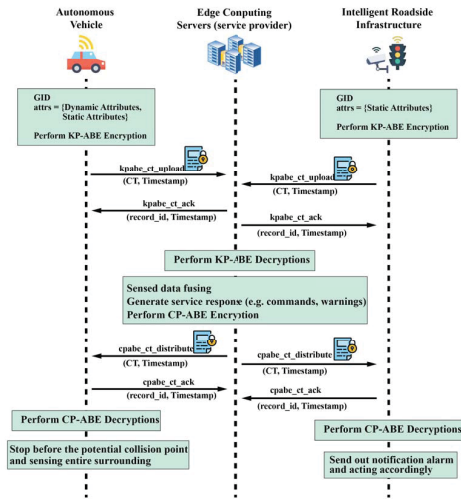 Autonomous
Vehicle
Edge Computing
Servers (service provider)
Intelligent Roadside
Infrastructure
GID
attrs = {Dynamic Attributes,
Static Attributes}
Perform KP-ABE Encryption
GID
attrs = {Static Attributes}
Perform KP-ABE Encryption
kpabe_ct_upload
(CT, Timestamp)
kpabe_ct_upload
(CT, Timestamp)
kpabe_ct_ack
(record_id, Timestamp)
kpabe_ct_ack
(record_id, Timestamp)
Perform KP-ABE Decryptions
Sensed data fusing
Generate service response (e.g. commands, warnings)
Perform CP-ABE Encryption
cpabe_ct_distribute
(CT, Timestamp)
cpabe_ct_distribute
(CT, Timestamp)
cpabe_ct_ack
(record_id, Timestamp)
cpabe_ct_ack
(record_id, Timestamp)
Perform CP-ABE Decryptions
Perform CP-ABE Decryptions
Stop before the potential collision point
and sensing entire surrounding
Send out notification alarm
and acting accordingly